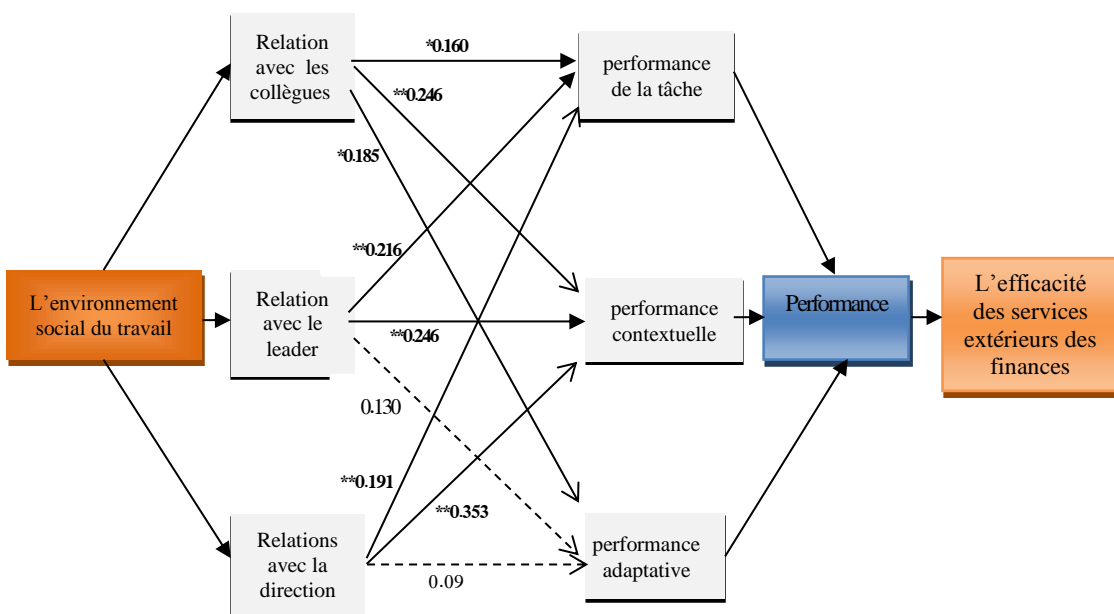 Relation
avec les
collègues
*0.160
**0.246
*0.185
performance
de la tâche
L'environnement
social du travail
Relation
avec le
leader
**0.216
**0.246
0.130
performance
contextuelle
Performance
L'efficacité
des services
extérieurs des
finances
Relations
avec la
direction
**0.191
**0.353
0.09
performance
adaptative